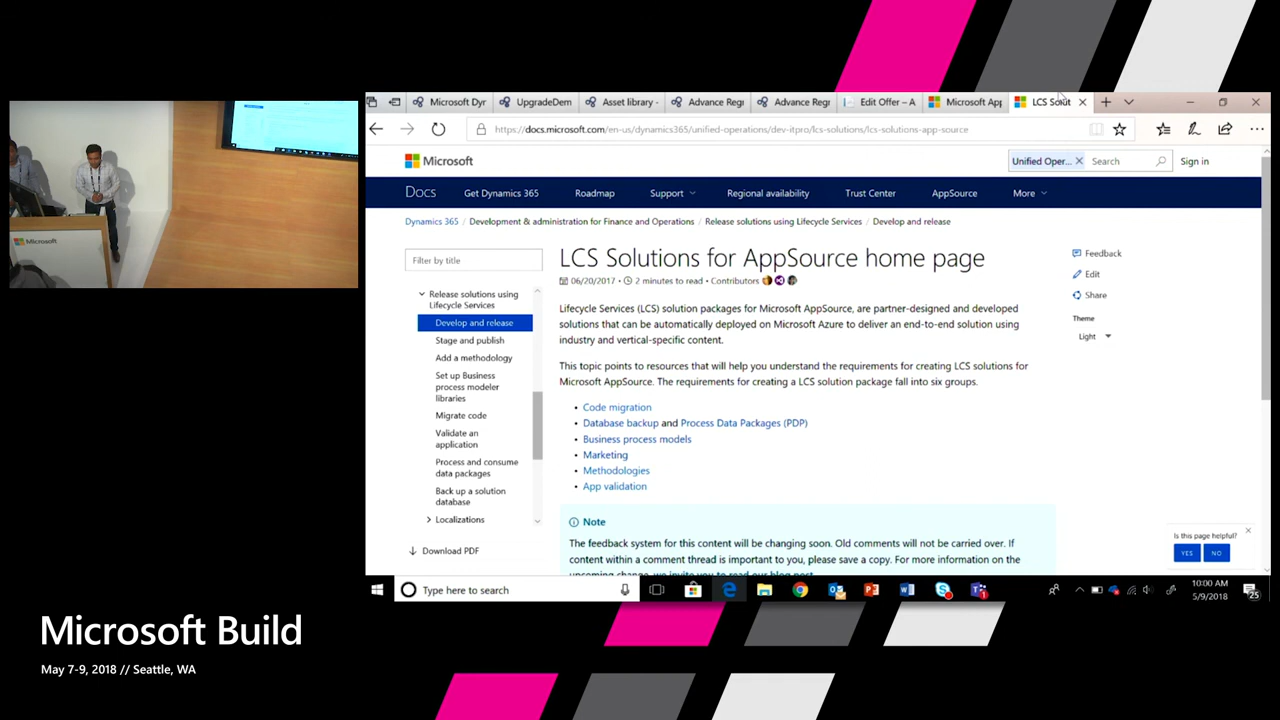 Microsoft Dyr
UpgradeDem
Asset library -
Advance Regi
Advance Regi
Edit Offer – A
Microsoft App
LCS Solut
https://docs.microsoft.com/en-us/dynamics365/unified-operations/dev-itpro/lcs-solutions/lcs-solutions-app-source
Microsoft
Unified Oper...
Search
Sign in
Docs
Get Dynamics 365
Roadmap
Support
Regional availability
Trust Center
AppSource
More
Dynamics 365 / Development & administration for Finance and Operations / Release solutions using Lifecycle Services / Develop and release
Filter by title
Release solutions using
Lifecycle Services
Develop and release
Stage and publish
Add a methodology
Set up Business
process modeler
libraries
Migrate code
Validate an
application
Process and consume
data packages
Back up a solution
database
Localizations
Download PDF
LCS Solutions for AppSource home page
06/20/2017 • 2 minutes to read • Contributors
Lifecycle Services (LCS) solution packages for Microsoft AppSource, are partner-designed and developed
solutions that can be automatically deployed on Microsoft Azure to deliver an end-to-end solution using
industry and vertical-specific content.
This topic points to resources that will help you understand the requirements for creating LCS solutions for
Microsoft AppSource. The requirements for creating a LCS solution package fall into six groups.
• Code migration
• Database backup and Process Data Packages (PDP)
• Business process models
• Marketing
• Methodologies
• App validation
Note
The feedback system for this content will be changing soon. Old comments will not be carried over. If
content within a comment thread is important to you, please save a copy. For more information on the
upcoming change, we invite you to read our blog post.
Feedback
Edit
Share
Theme
Light
Is this page helpful?
YES
NO
Type here to search
10:00 AM
5/9/2018
25
Microsoft
Microsoft Build
May 7-9, 2018 // Seattle, WA